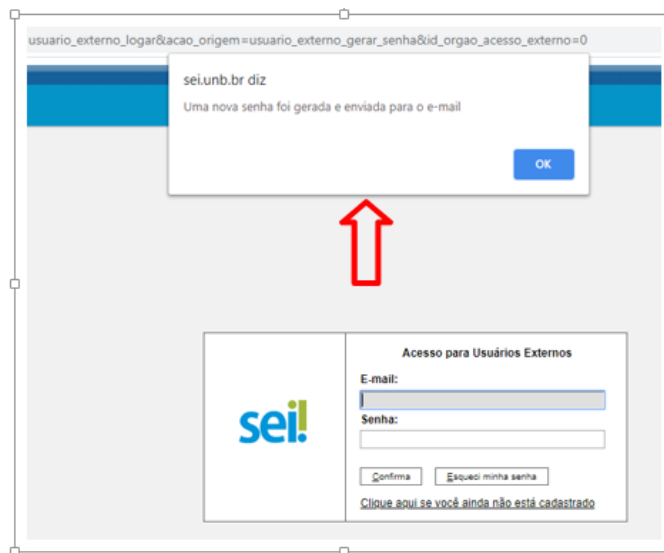 usuario_externo_logar&acao_origem=usuario_externo_gerar_senha&id_orgao_acesso_externo=0
sei.unb.br diz
Uma nova senha foi gerada e enviada para o e-mail
OK
Acesso para Usuários Externos
E-mail:
sei!
Senha:
Confirma Esqueci minha senha
Clique aqui se você ainda não está cadastrado